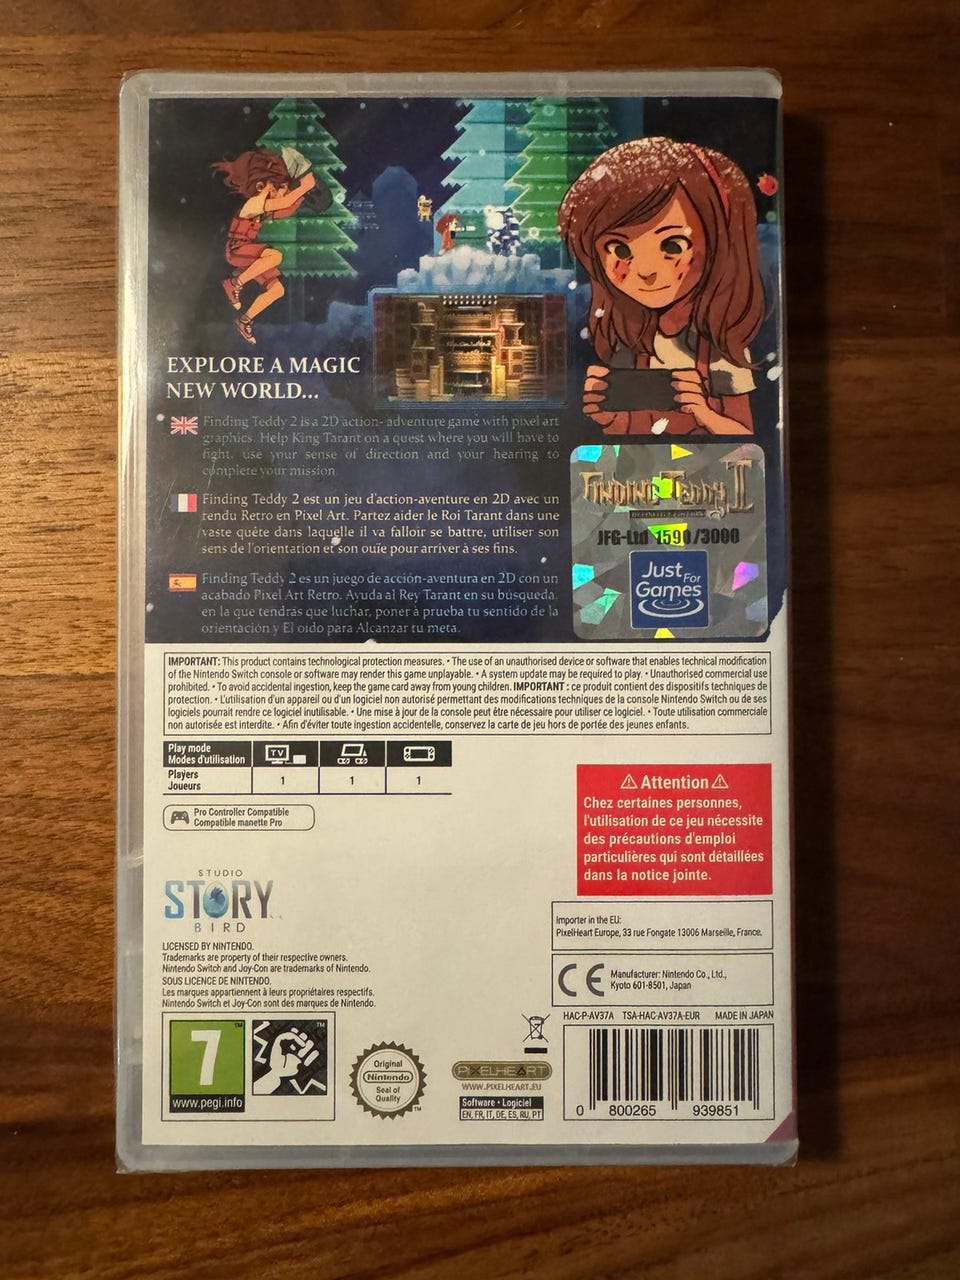 EXPLORE A MAGIC
NEW WORLD...
Finding Teddy 2 is a 2D action- adventure game with pixel art
graphics. Help King Tarant on a quest where you will have to
fight, use your sense of direction and your hearing to
complete your mission
Finding Teddy 2 est un jeu d'action-aventure en 2D avec un
rendu Retro en Pixel Art. Partez aider le Roi Tarant dans une
vaste quête dans laquelle il va falloir se battre, utiliser son
sens de l'orientation et son ouïe pour arriver à ses fins.
Finding Teddy 2 es un juego de acción-aventura en 2D con un
acabado Pixel Art Retro. Ayuda al Rey Tarant en su búsqueda,
en la que tendrás que luchar, poner à prueba tu sentido de la
orientación y El oído para Alcanzar tu meta.
FINDING TEDDY II
JFG-Ltd 1590/3000
Just
For
Games
IMPORTANT: This product contains technological protection measures. • The use of an unauthorised device or software that enables technical modification
of the Nintendo Switch console or software may render this game unplayable. • A system update may be required to play. • Unauthorised commercial use
prohibited. • To avoid accidental ingestion, keep the game card away from young children. IMPORTANT : ce produit contient des dispositifs techniques de
protection. • L'utilisation d'un appareil ou d'un logiciel non autorisé permettant des modifications techniques de la console Nintendo Switch ou de ses
logiciels pourrait rendre ce logiciel inutilisable. • Une mise à jour de la console peut être nécessaire pour utiliser ce logiciel. • Toute utilisation commerciale
non autorisée est interdite. • Afin d'éviter toute ingestion accidentelle, conservez la carte de jeu hors de portée des jeunes enfants.
Play mode
Modes d'utilisation
TV
Players
Joueurs
1 1 1
Pro Controller Compatible
Compatible manette Pro
⚠ Attention ⚠
Chez certaines personnes,
l'utilisation de ce jeu nécessite
des précautions d'emploi
particulières qui sont détaillées
dans la notice jointe.
STUDIO
STORY
BIRD
LICENSED BY NINTENDO.
Trademarks are property of their respective owners.
Nintendo Switch and Joy-Con are trademarks of Nintendo.
SOUS LICENCE DE NINTENDO.
Les marques appartiennent à leurs propriétaires respectifs.
Nintendo Switch et Joy-Con sont des marques de Nintendo.
Importer in the EU:
PixelHeart Europe, 33 rue Fongate 13006 Marseille, France.
CE
Manufacturer: Nintendo Co., Ltd.,
Kyoto 601-8501, Japan
HAC-P-AV37A TSA-HAC-AV37A-EUR MADE IN JAPAN
7
www.pegi.info
™
™
Original
Nintendo
Seal of
Quality
™
PIXELHEART
WWW.PIXELHEART.EU
Software • Logiciel
EN, FR, IT, DE, ES, RU, PT
0 800265 939851